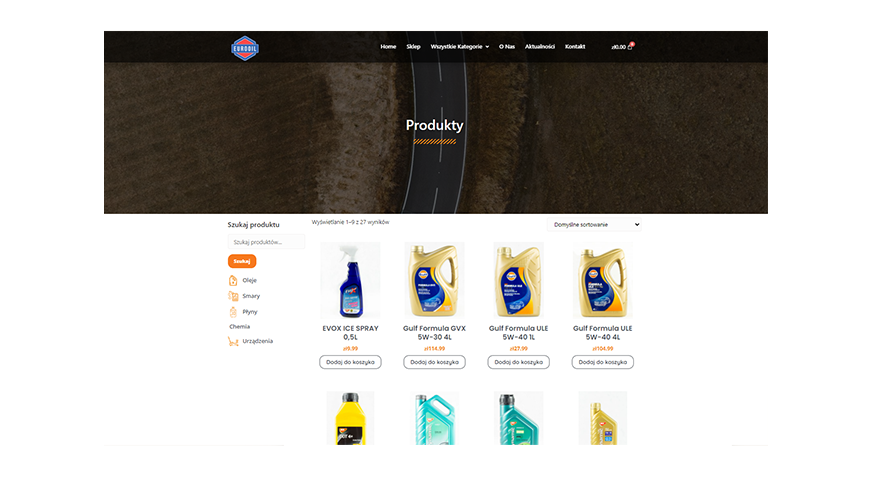 EUROOIL
Home Sklep Wszystkie Kategorie O Nas Aktualności Kontakt zł0.00 0
Produkty
Szukaj produktu
Wyświetlanie 1–9 z 27 wyników
Domyślne sortowanie
Szukaj produktów...
Szukaj
Oleje
Smary
Płyny
Chemia
Urządzenia
EVOX ICE SPRAY
0,5L
zł9.99
Dodaj do koszyka
Gulf Formula GVX
5W-30 4L
zł114.99
Dodaj do koszyka
Gulf Formula ULE
5W-40 1L
zł27.99
Dodaj do koszyka
Gulf Formula ULE
5W-40 4L
zł104.99
Dodaj do koszyka